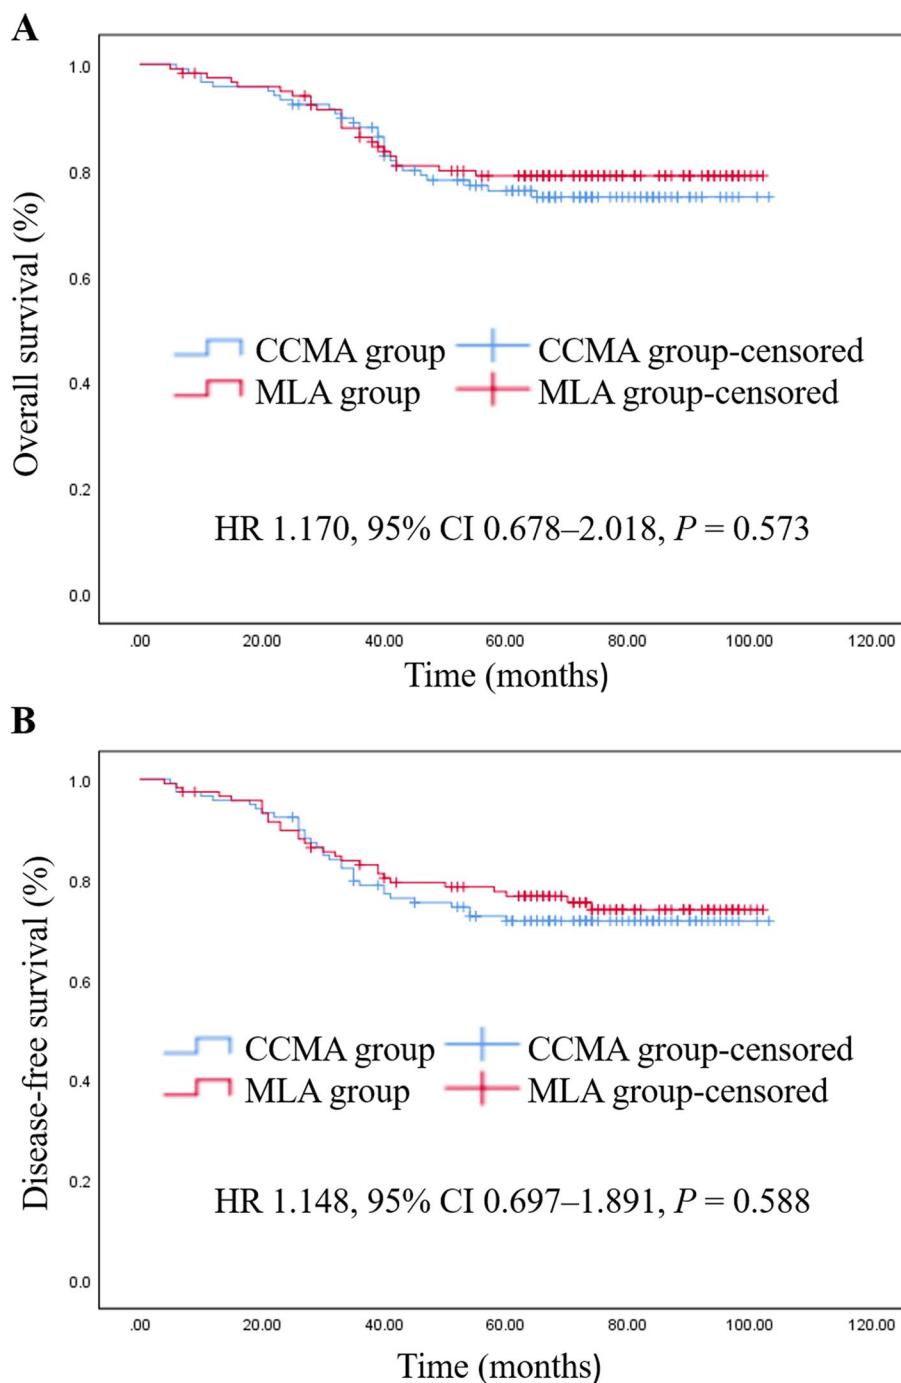 A
Overall survival (%)
1.0
0.8
0.6
0.4
0.2
0.0
CCMA group
CCMA group-censored
MLA group
MLA group-censored
HR 1.170, 95% CI 0.678–2.018, P = 0.573
.00 20.00 40.00 60.00 80.00 100.00 120.00
Time (months)
B
Disease-free survival (%)
1.0
0.8
0.6
0.4
0.2
0.0
CCMA group
CCMA group-censored
MLA group
MLA group-censored
HR 1.148, 95% CI 0.697–1.891, P = 0.588
.00 20.00 40.00 60.00 80.00 100.00 120.00
Time (months)